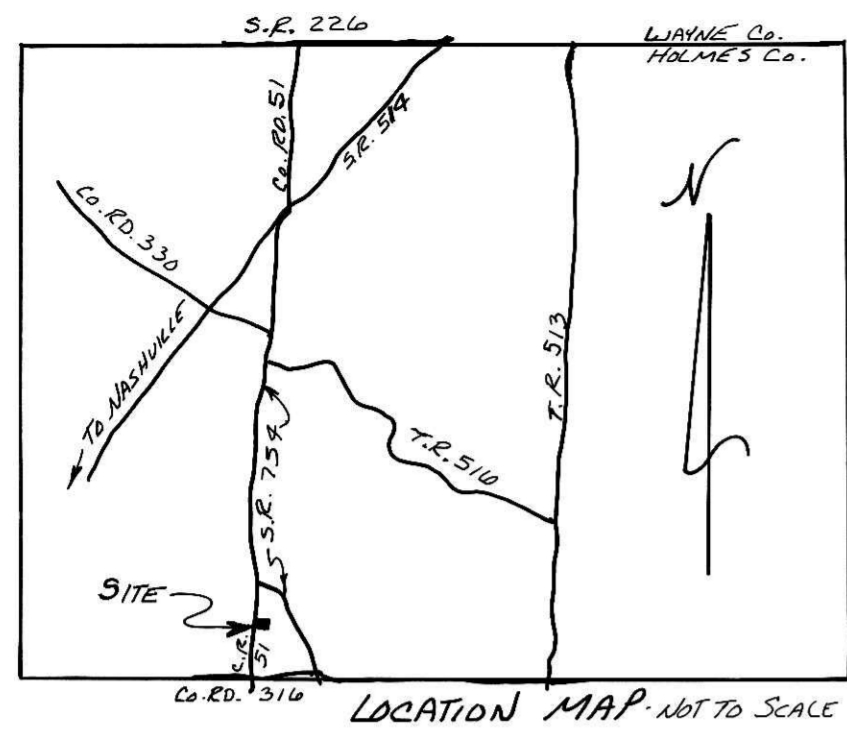 S.R. 226
WAYNE CO.
HOLMES CO.
CO. RD. 51
S.R. 514
N
CO. RD. 330
TO NASHVILLE
T.R. 513
T.R. 516
S.R. 754
SITE
C.R.
51
CO. RD. 316
LOCATION MAP - NOT TO SCALE